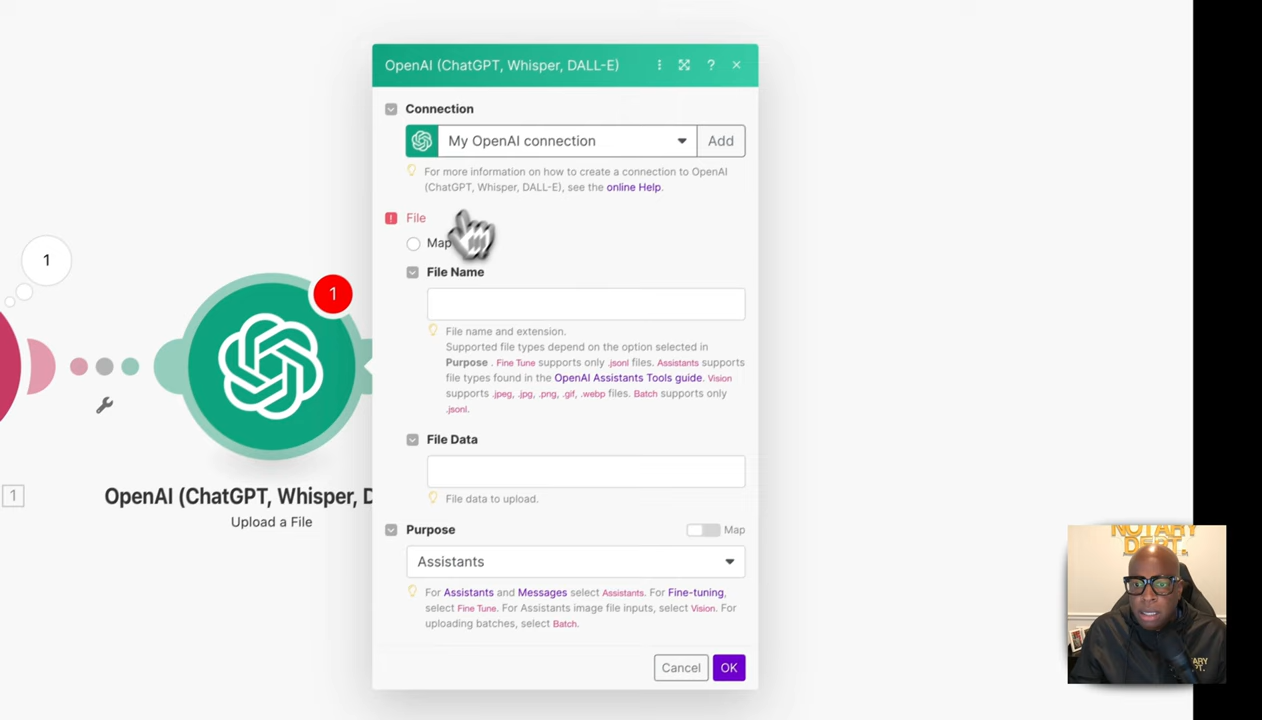 OpenAI (ChatGPT, Whisper, DALL-E)
?
Connection
My OpenAI connection
Add
For more information on how to create a connection to OpenAI
(ChatGPT, Whisper, DALL-E), see the online Help.
! File
Map
File Name
File name and extension.
Supported file types depend on the option selected in
Purpose . Fine Tune supports only .jsonl files. Assistants supports
file types found in the OpenAI Assistants Tools guide. Vision
supports .jpeg, .jpg, .png, .gif, .webp files. Batch supports only
.jsonl.
File Data
File data to upload.
Purpose
Map
Assistants
For Assistants and Messages select Assistants. For Fine-tuning,
select Fine Tune. For Assistants image file inputs, select Vision. For
uploading batches, select Batch.
Cancel
OK
1
1
1
OpenAI (ChatGPT, Whisper, D
Upload a File
NOTARY
DEPT.
NOTARY
DEPT.